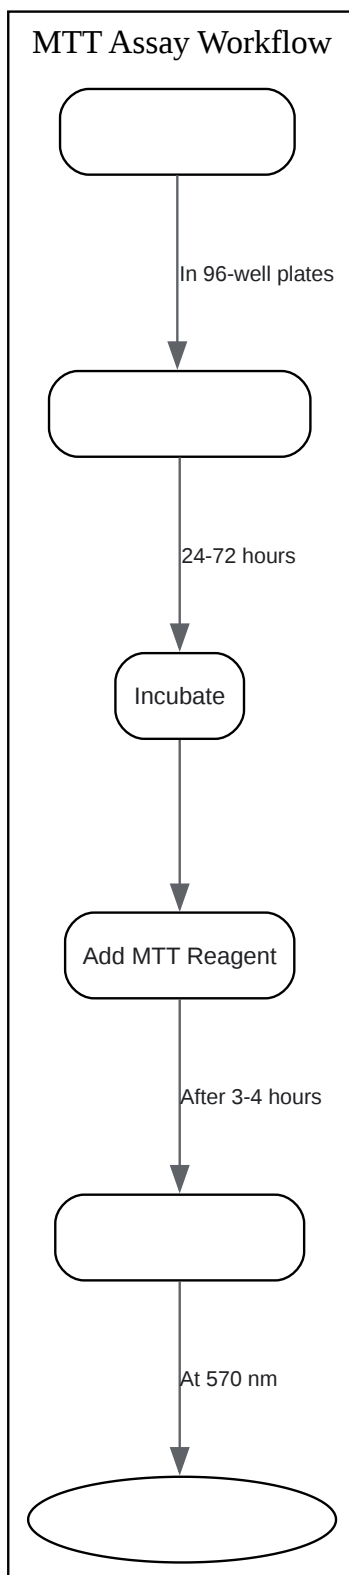 MTT Assay Workflow
In 96-well plates
24-72 hours
Incubate
Add MTT Reagent
After 3-4 hours
At 570 nm